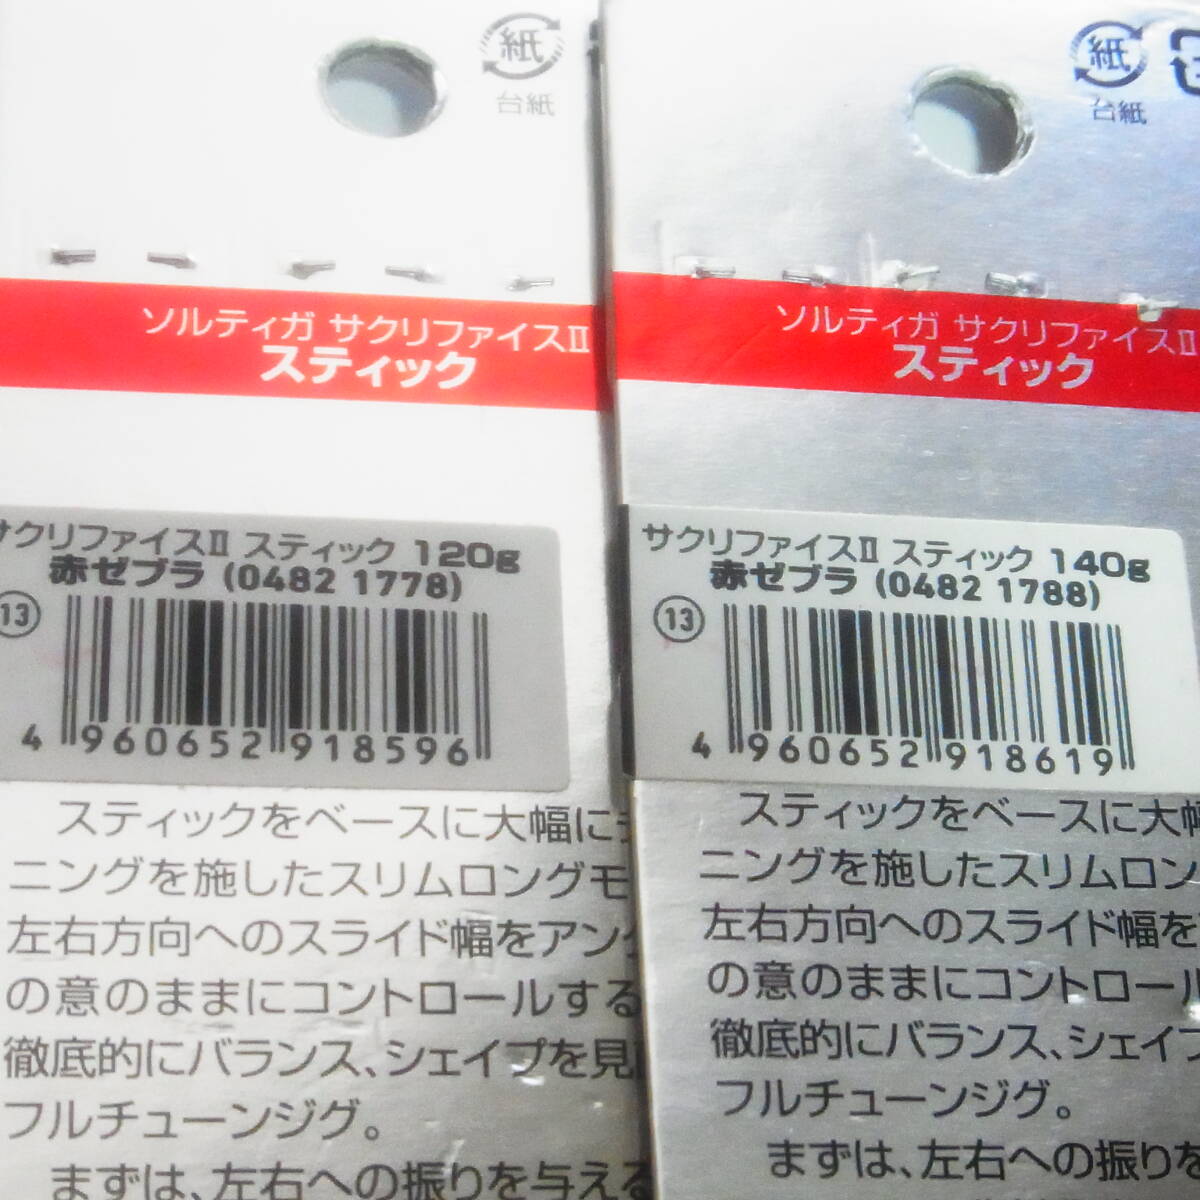 紙
台紙
ソルティガ サクリファイスⅡ
スティック
サクリファイスⅡ スティック 120g
赤ゼブラ (0482 1778)
13
4 960652 918596
スティックをベースに大幅に
ニングを施したスリムロングモ
左右方向へのスライド幅をアン
の意のままにコントロールする
徹底的にバランス、シェイプを見
フルチューンジグ。
まずは、左右への振りを与える
紙
台紙
ソルティガ サクリファイスⅡ
スティック
サクリファイスⅡ スティック 140g
赤ゼブラ (0482 1788)
13
4 960652 918619
スティックをベースに大幅
ニングを施したスリムロン
左右方向へのスライド幅を
の意のままにコントロール
徹底的にバランス、シェイプ
フルチューンジグ。
まずは、左右への振りを